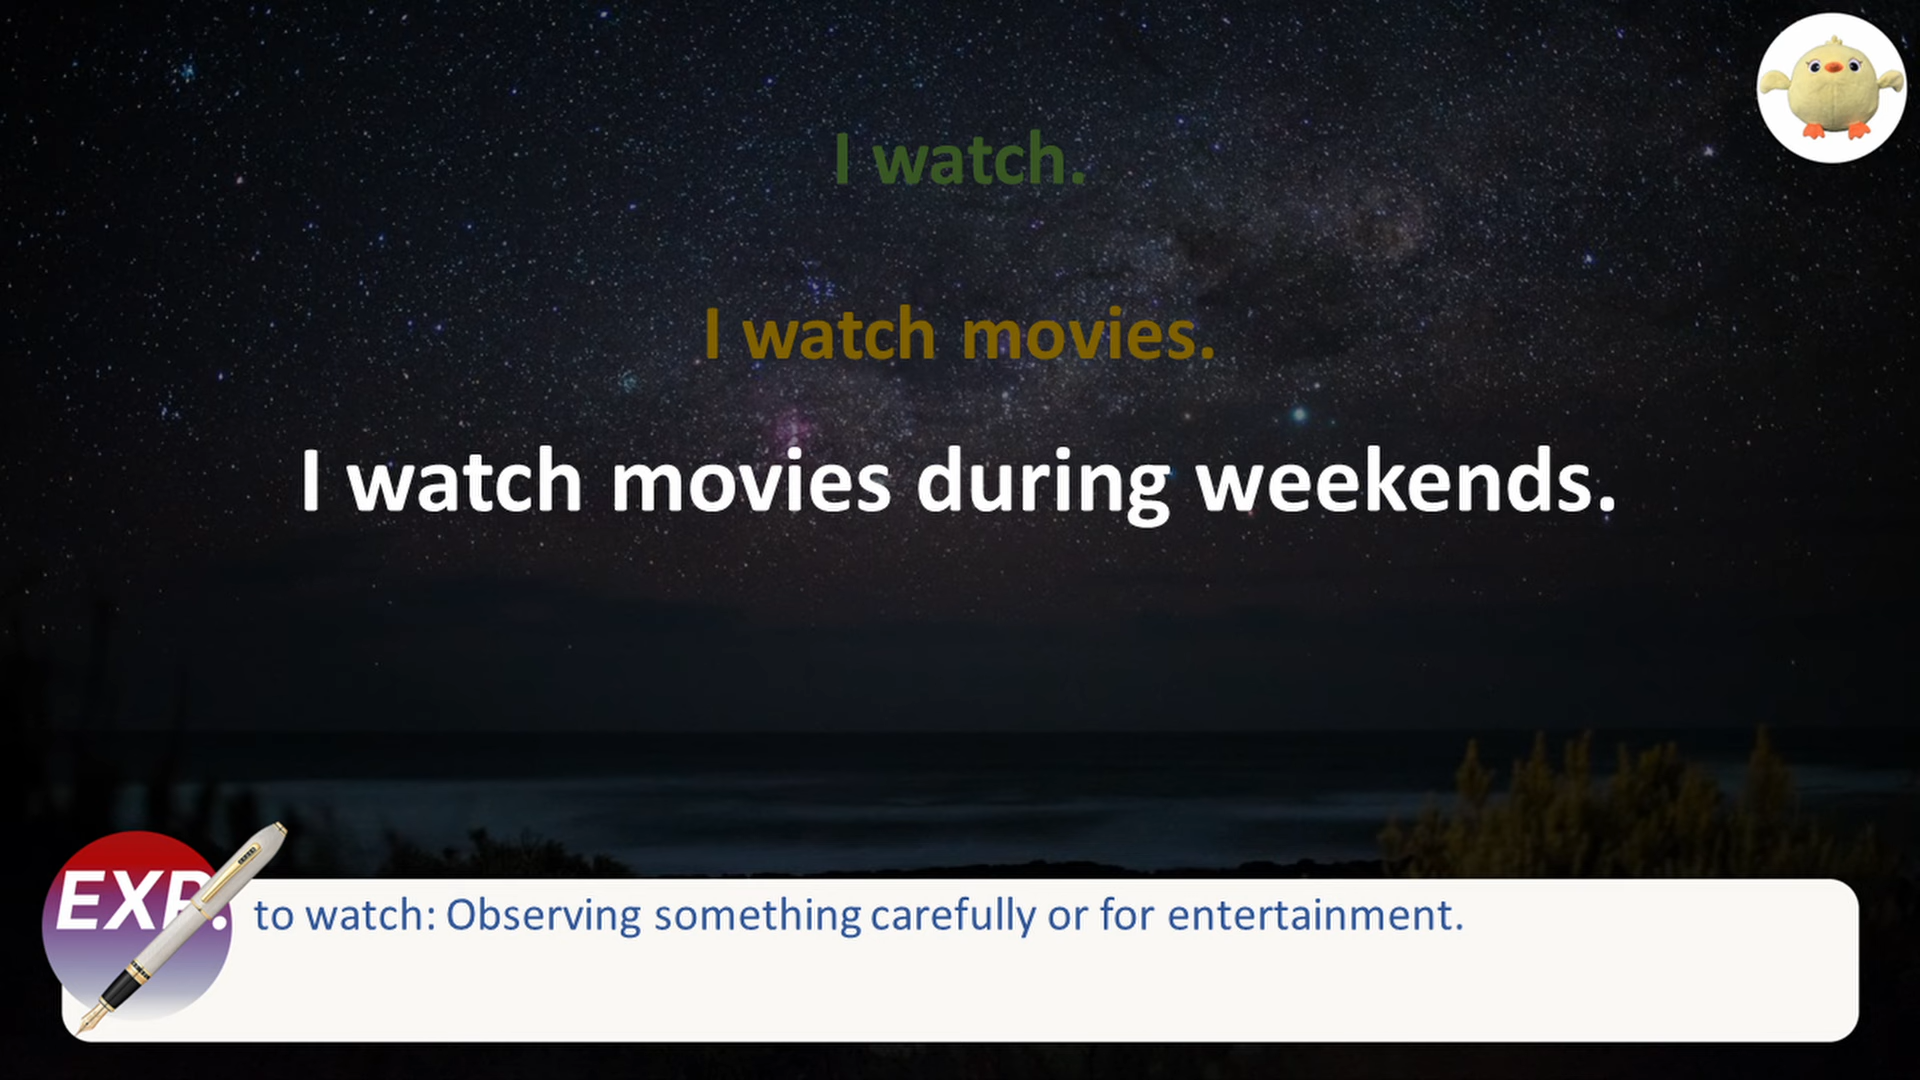 I watch.
I watch movies.
I watch movies during weekends.
EXP.
to watch: Observing something carefully or for entertainment.